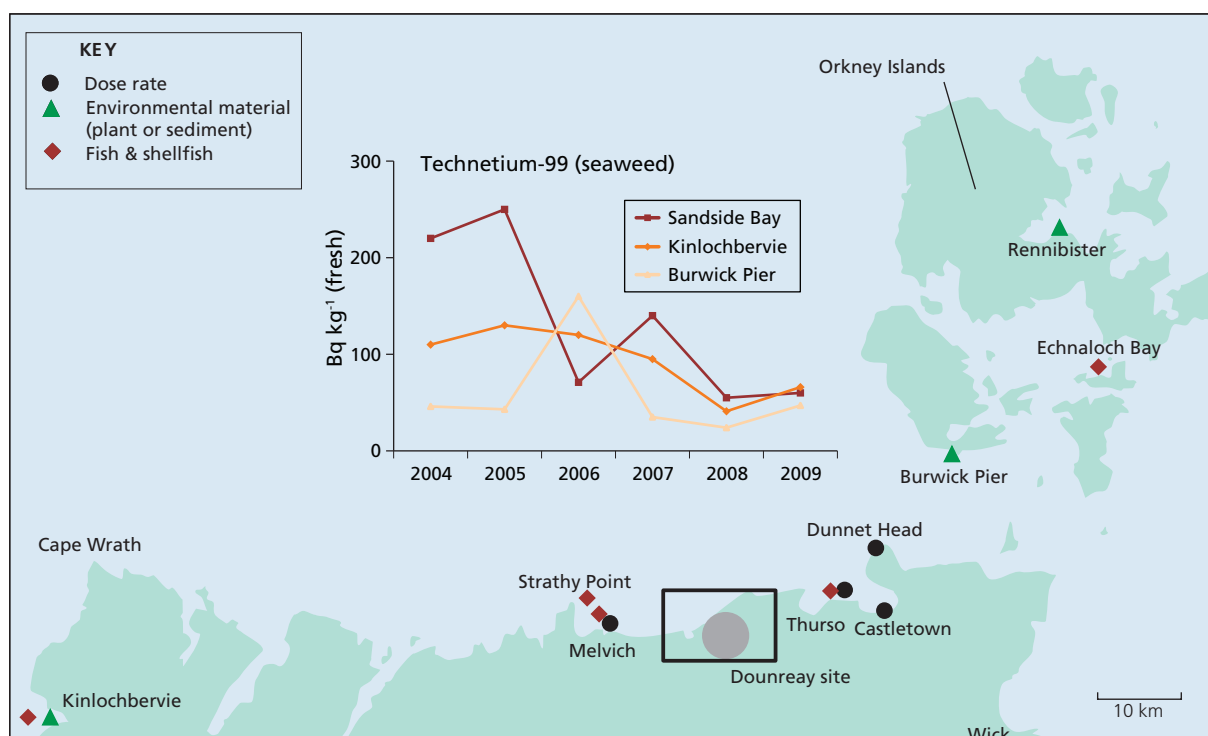 KEY
Dose rate
Environmental material
(plant or sediment)
Fish & shellfish
Orkney Islands
Technetium-99 (seaweed)
Bq kg-1 (fresh)
300
200
100
0
2004 2005 2006 2007 2008 2009
Sandside Bay
Kinlochbervie
Burwick Pier
Rennibister
Echnaloch Bay
Burwick Pier
Dunnet Head
Cape Wrath
Strathy Point
Melvich
Thurso
Castletown
Dounreay site
Kinlochbervie
10 km
Wick